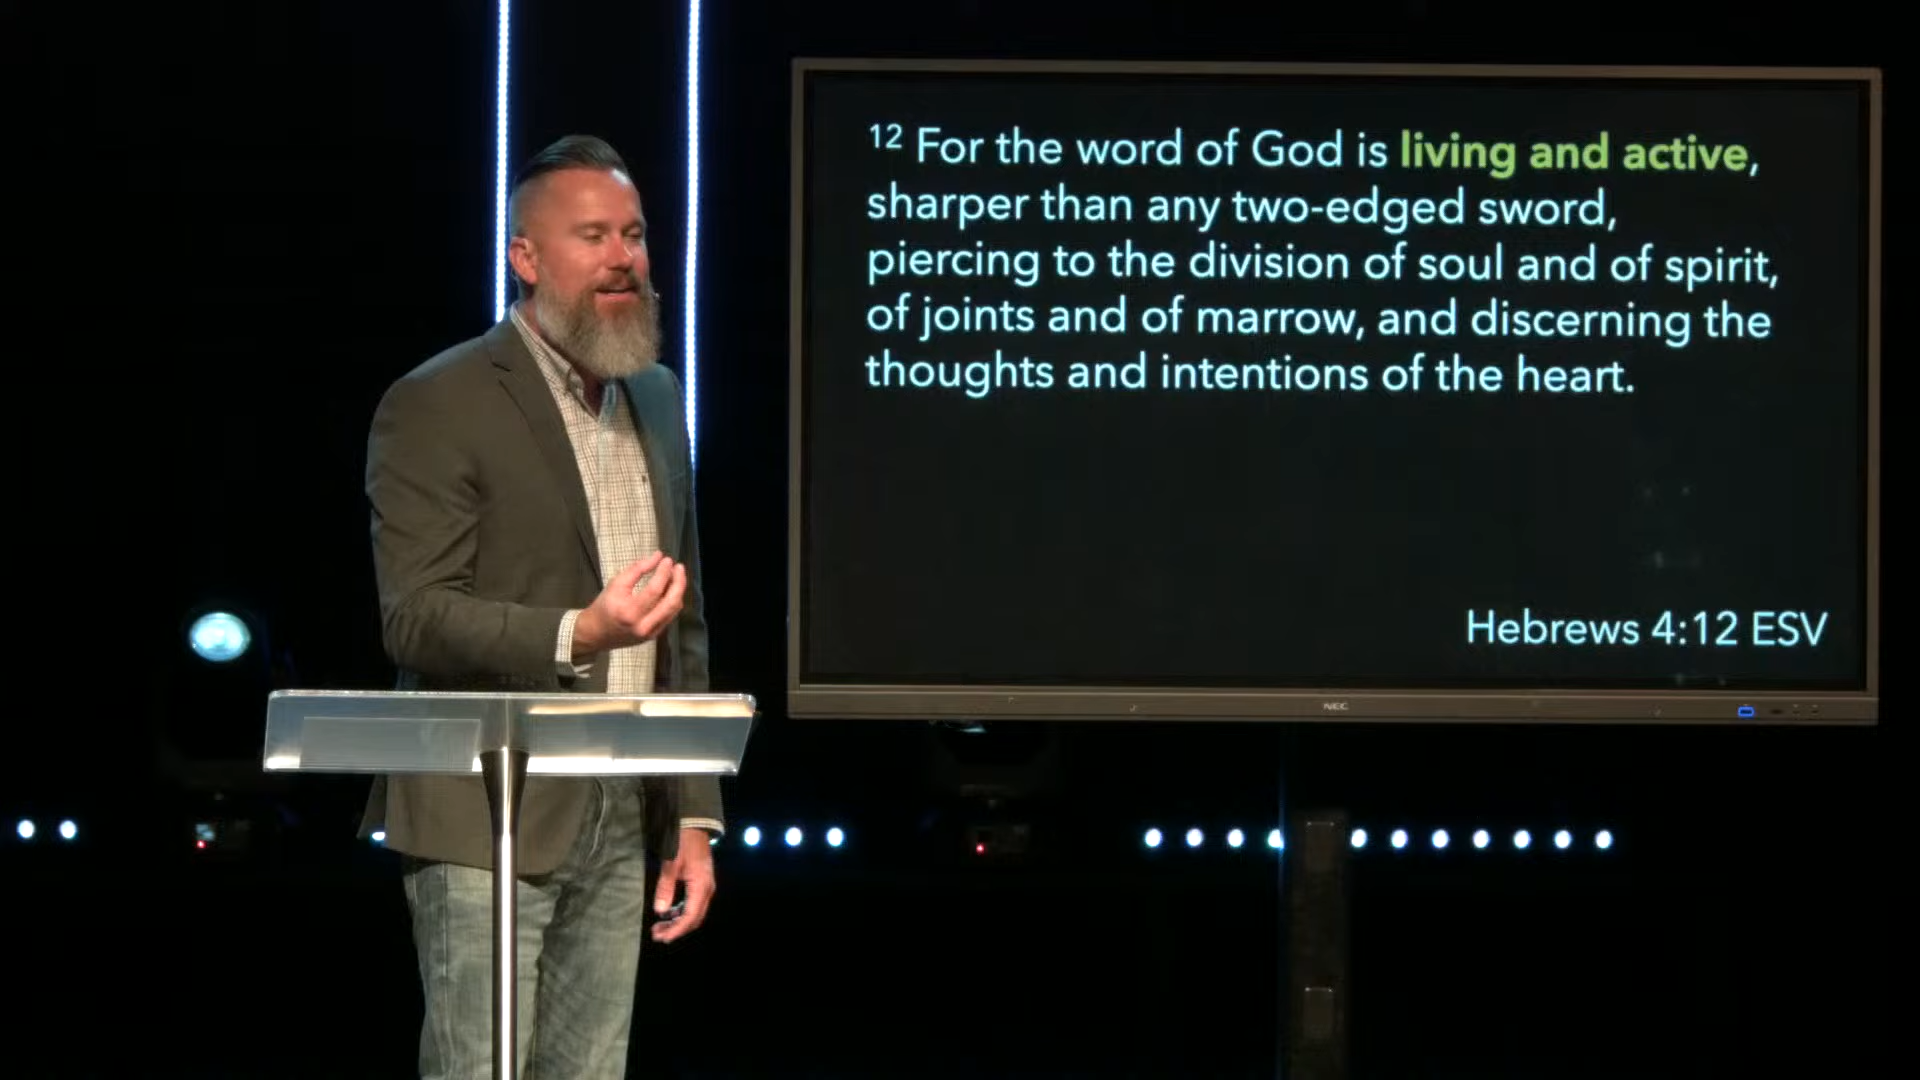 12 For the word of God is living and active,
sharper than any two-edged sword,
piercing to the division of soul and of spirit,
of joints and of marrow, and discerning the
thoughts and intentions of the heart.
Hebrews 4:12 ESV
NEC